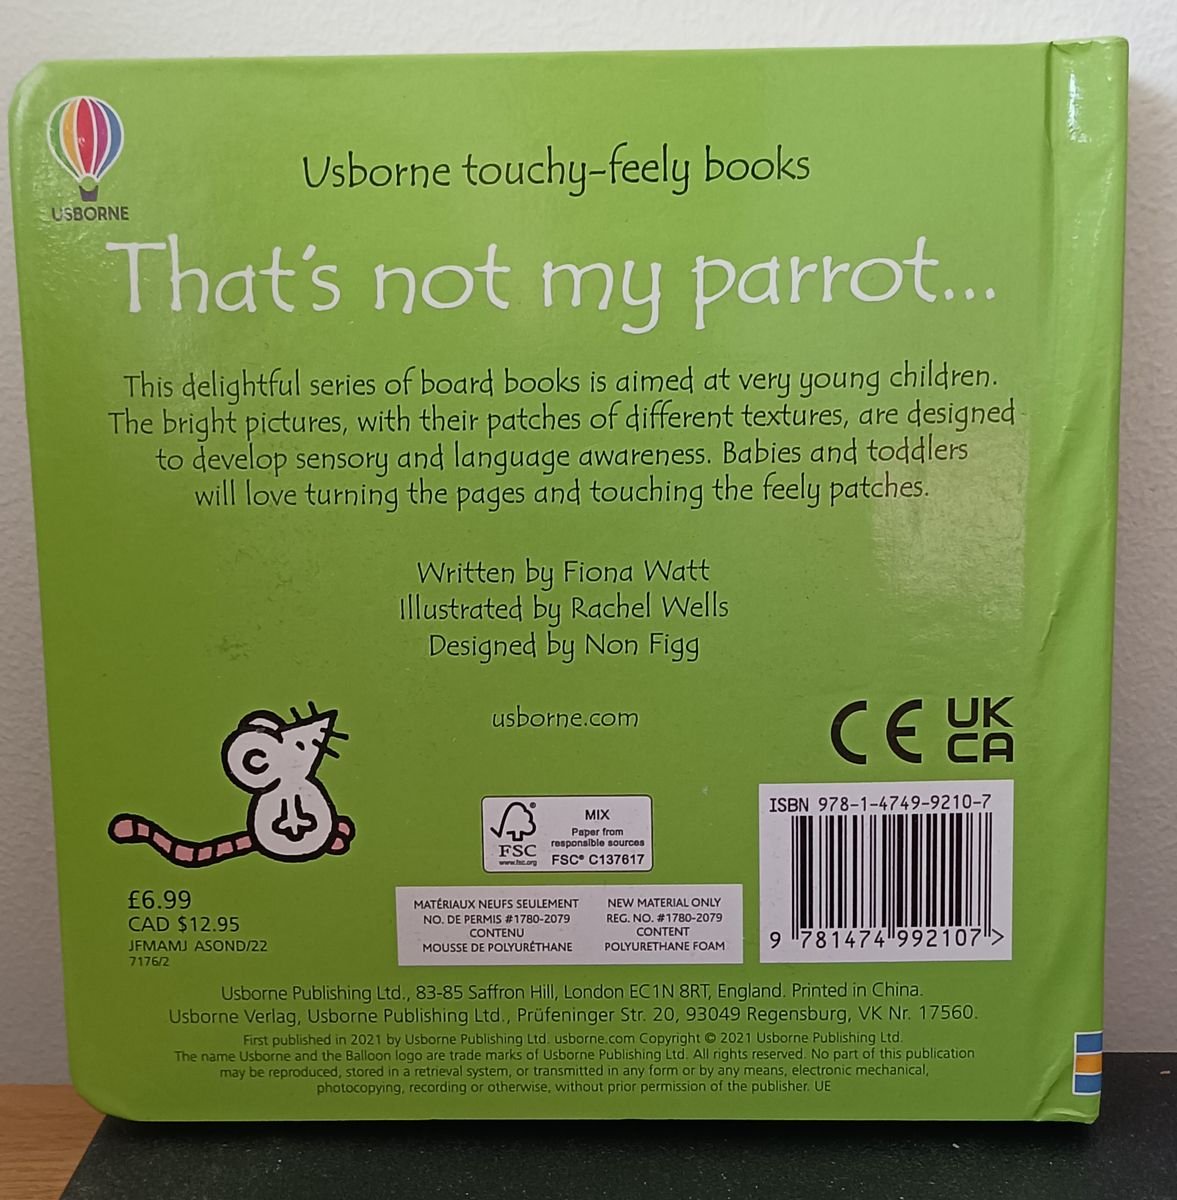 USBORNE
Usborne touchy-feely books
That's not my parrot...
This delightful series of board books is aimed at very young children.
The bright pictures, with their patches of different textures, are designed
to develop sensory and language awareness. Babies and toddlers
will love turning the pages and touching the feely patches.
Written by Fiona Watt
Illustrated by Rachel Wells
Designed by Non Figg
usborne.com
CE
UK
CA
FSC®
www.fsc.org
MIX
Paper from
responsible sources
FSC® C137617
ISBN 978-1-4749-9210-7
9 781474 992107 >
£6.99
CAD $12.95
JFMAMJ ASOND/22
7176/2
MATÉRIAUX NEUFS SEULEMENT
NO. DE PERMIS #1780-2079
CONTENU
MOUSSE DE POLYURÉTHANE
NEW MATERIAL ONLY
REG. NO. #1780-2079
CONTENT
POLYURETHANE FOAM
Usborne Publishing Ltd., 83-85 Saffron Hill, London EC1N 8RT, England. Printed in China.
Usborne Verlag, Usborne Publishing Ltd., Prüfeninger Str. 20, 93049 Regensburg, VK Nr. 17560.
First published in 2021 by Usborne Publishing Ltd. usborne.com Copyright © 2021 Usborne Publishing Ltd.
The name Usborne and the Balloon logo are trade marks of Usborne Publishing Ltd. All rights reserved. No part of this publication
may be reproduced, stored in a retrieval system, or transmitted in any form or by any means, electronic mechanical,
photocopying, recording or otherwise, without prior permission of the publisher. UE